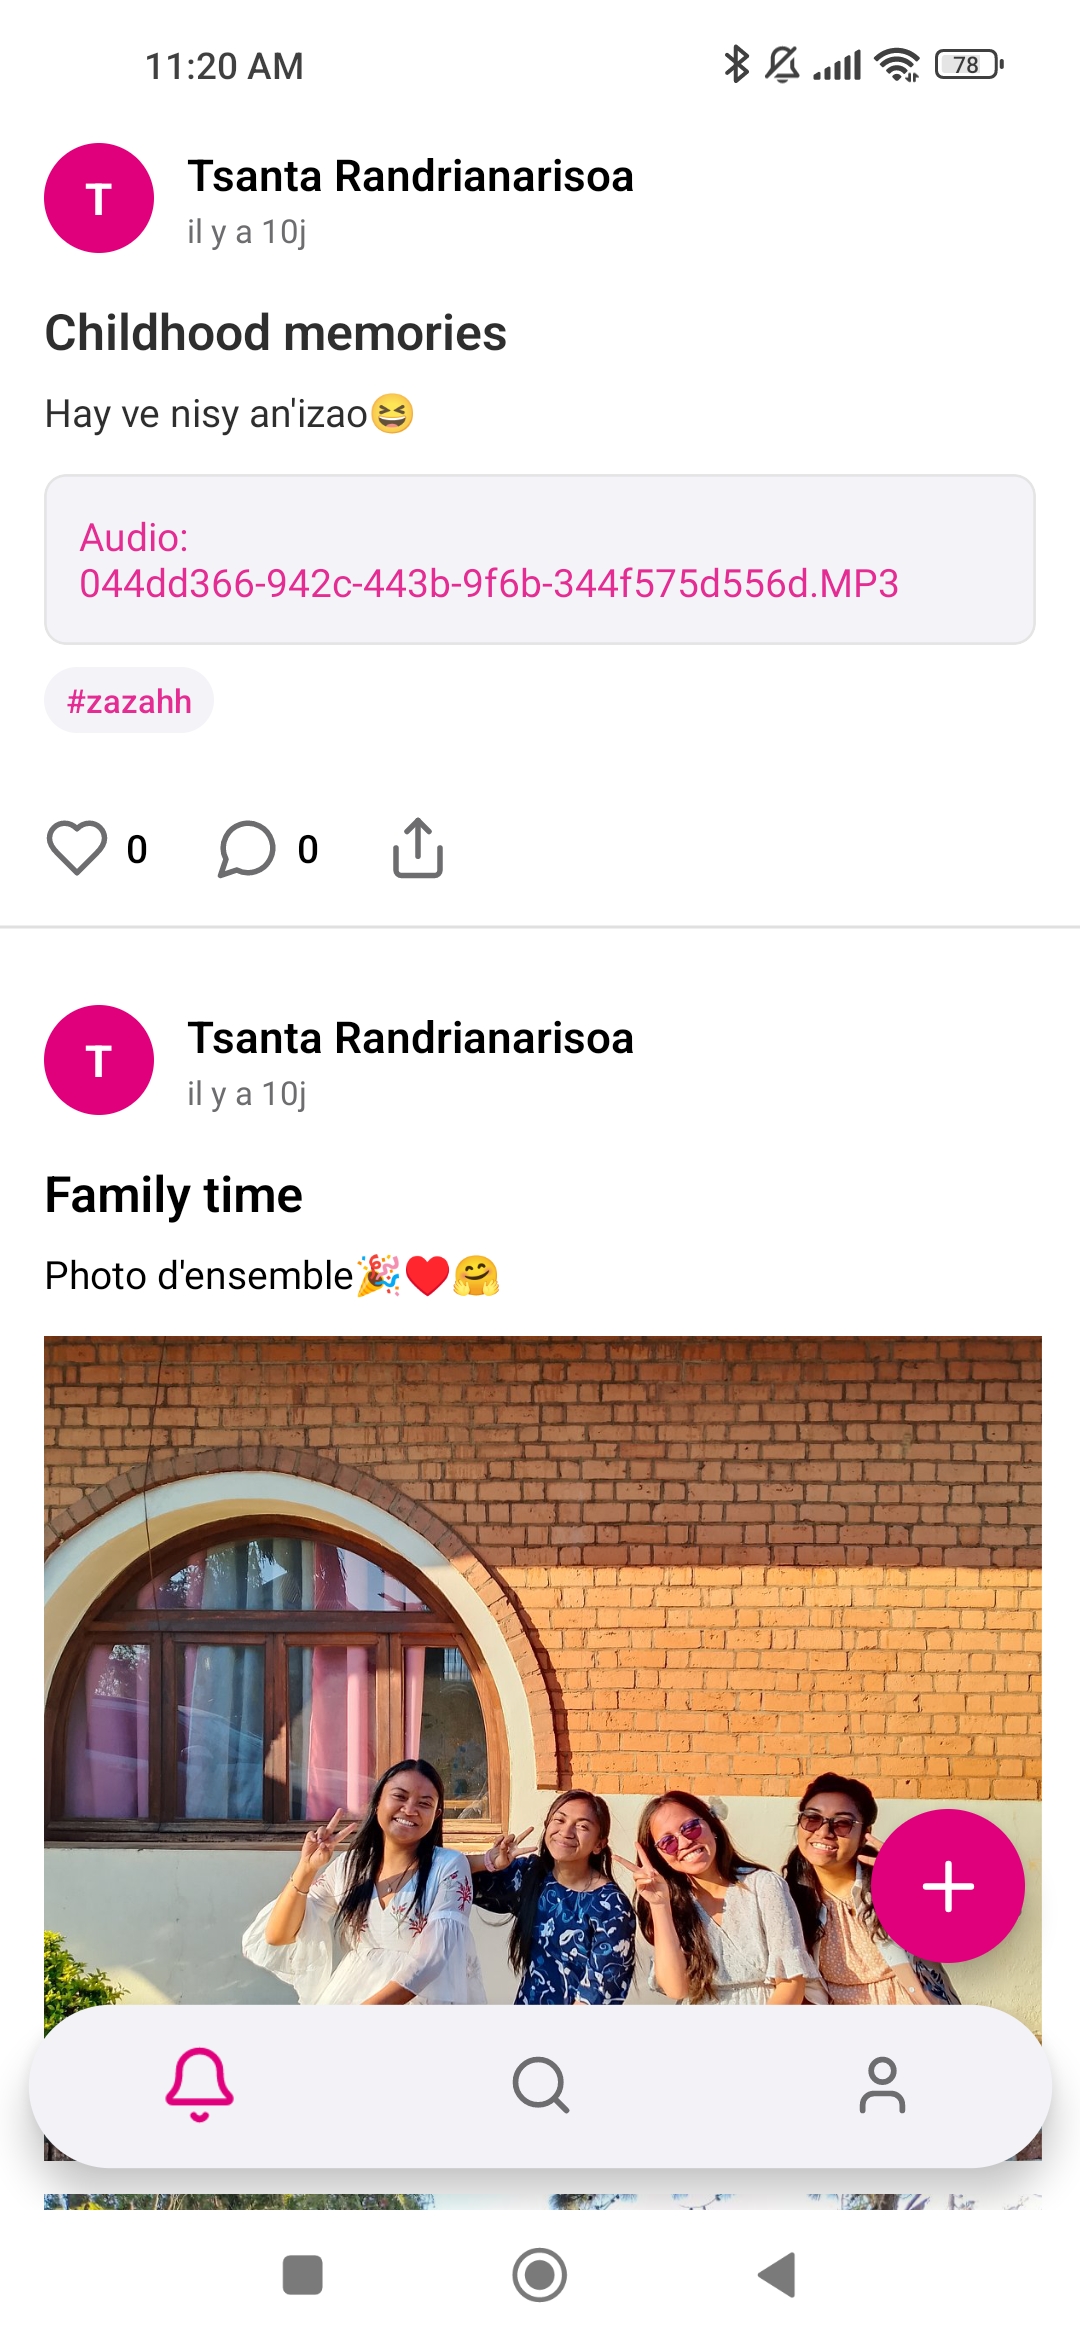 11:20 AM
78
T
Tsanta Randrianarisoa
il y a 10j
Childhood memories
Hay ve nisy an'izao😆
Audio:
044dd366-942c-443b-9f6b-344f575d556d.MP3
#zazahh
0
0
T
Tsanta Randrianarisoa
il y a 10j
Family time
Photo d'ensemble🎉❤️🤗